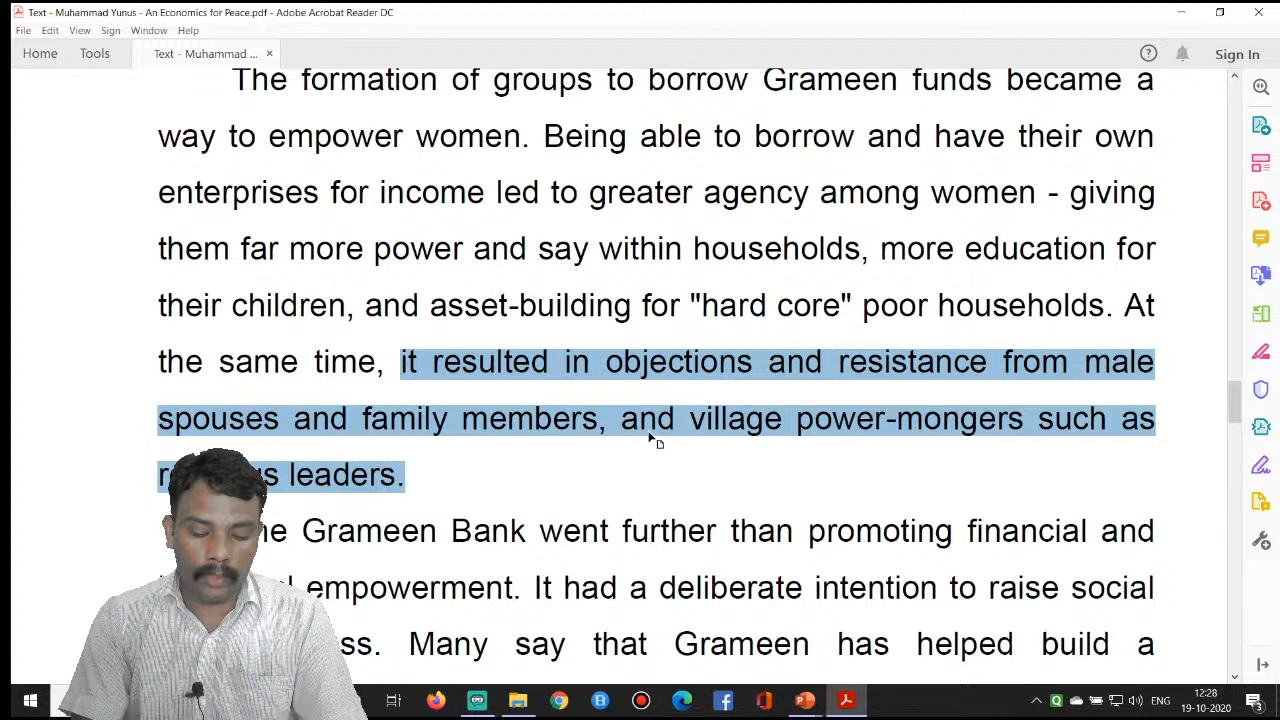 Text - Muhammad Yunus - An Economics for Peace.pdf - Adobe Acrobat Reader DC
File Edit View Sign Window Help
Home Tools Text - Muhammad ... × Sign In
The formation of groups to borrow Grameen funds became a
way to empower women. Being able to borrow and have their own
enterprises for income led to greater agency among women - giving
them far more power and say within households, more education for
their children, and asset-building for "hard core" poor households. At
the same time, it resulted in objections and resistance from male
spouses and family members, and village power-mongers such as
leaders.
Grameen Bank went further than promoting financial and
empowerment. It had a deliberate intention to raise social
Many say that Grameen has helped build a
ENG
12:28
19-10-2020
3